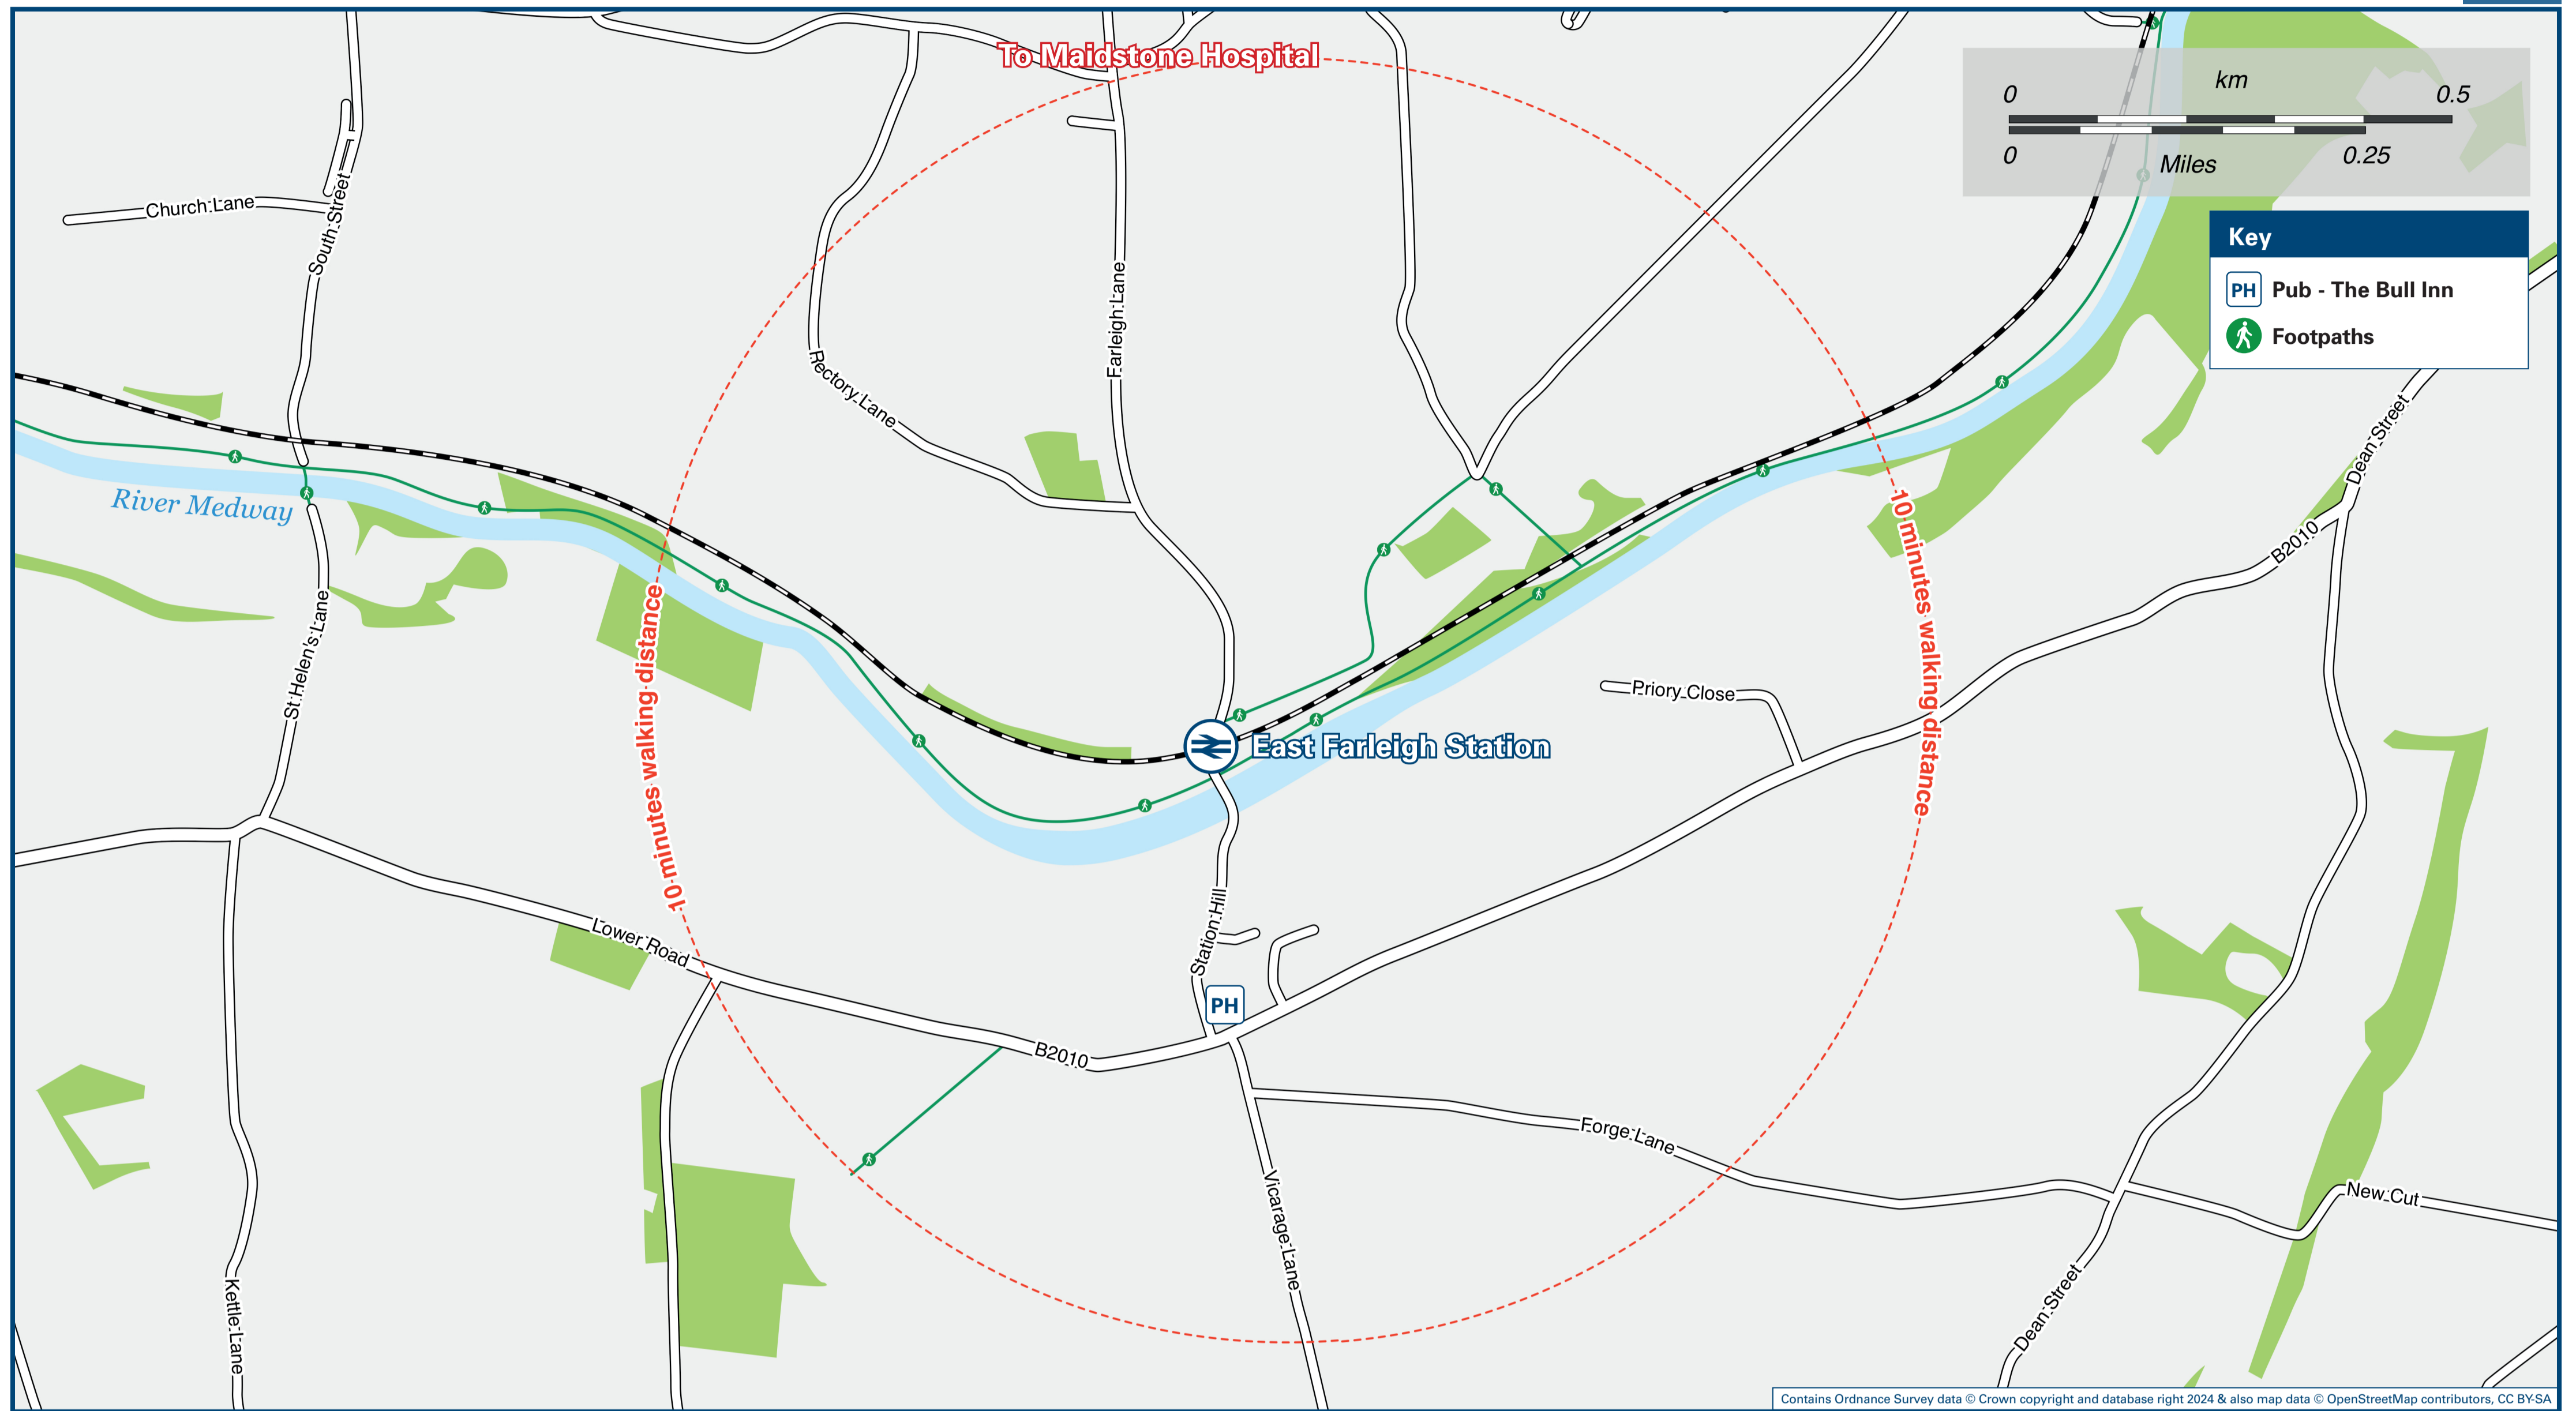 To Maidstone Hospital
km
0
0.5
0
Miles
0.25
Key
PH Pub - The Bull Inn
Footpaths
Church Lane
South Street
Farleigh Lane
Rectory Lane
Dean Street
River Medway
10 minutes walking distance
B2010
St Helen's Lane
10 minutes walking distance
Priory Close
East Farleigh Station
Station Hill
Lower Road
PH
B2010
Forge Lane
Vicarage Lane
New Cut
Kettle Lane
Dean Street
Contains Ordnance Survey data © Crown copyright and database right 2024 & also map data © OpenStreetMap contributors, CC BY-SA